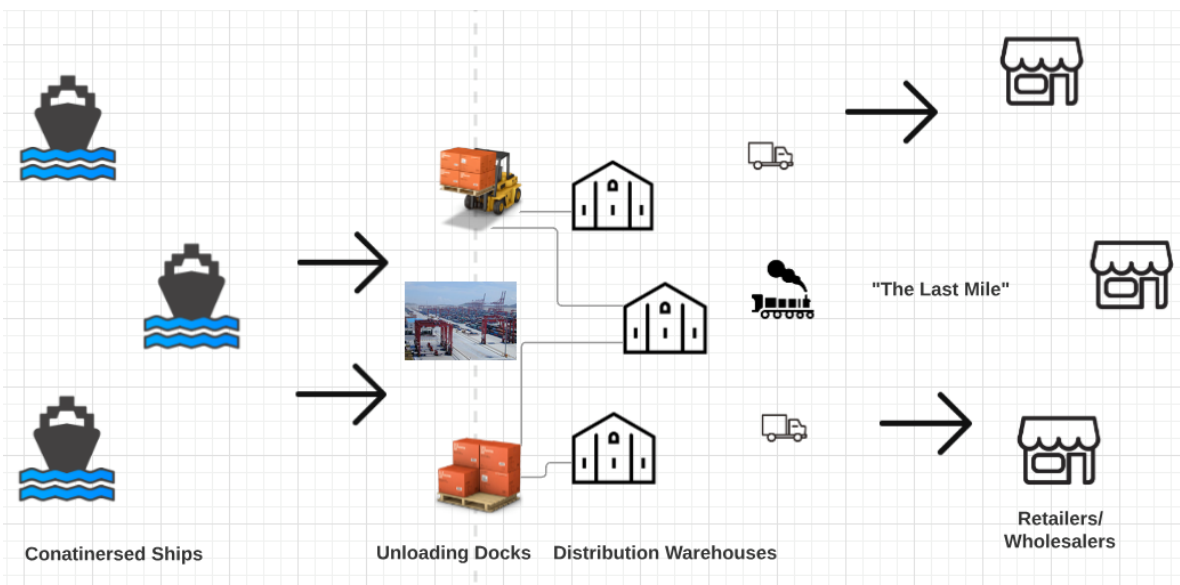 "The Last Mile"
Retailers/
Wholesalers
Conatinersed Ships
Unloading Docks
Distribution Warehouses